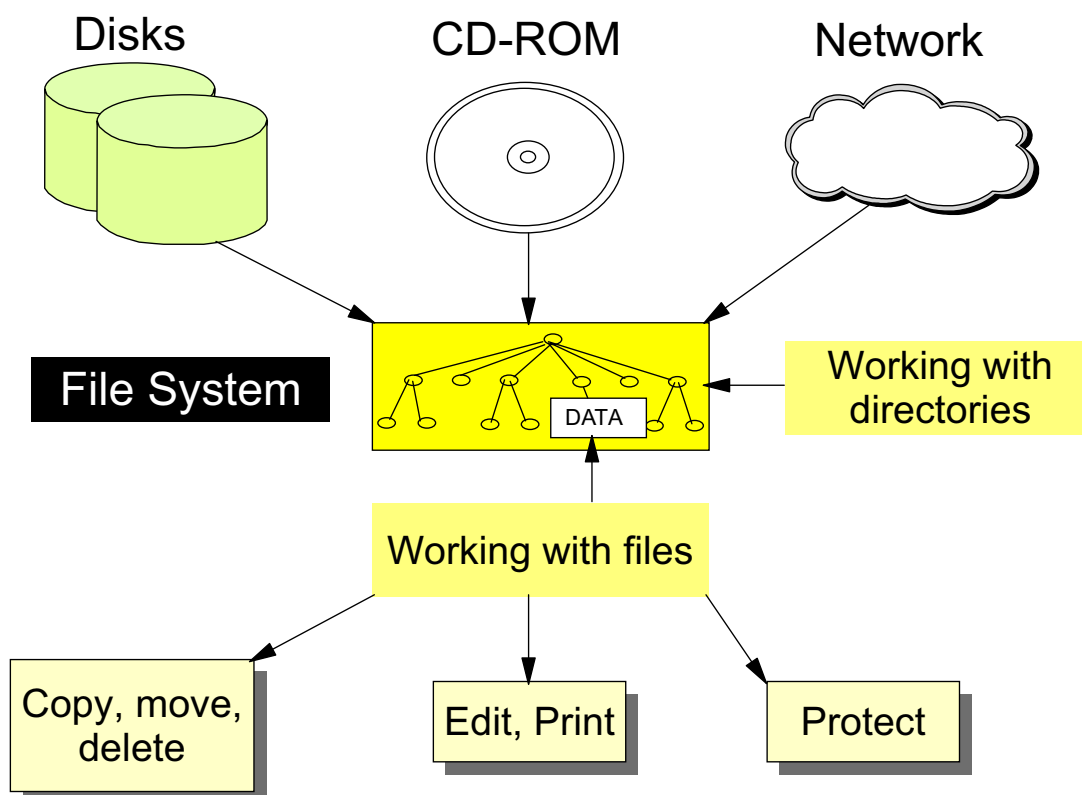 Disks
CD-ROM
Network
File System
DATA
Working with
directories
Working with files
Copy, move,
delete
Edit, Print
Protect